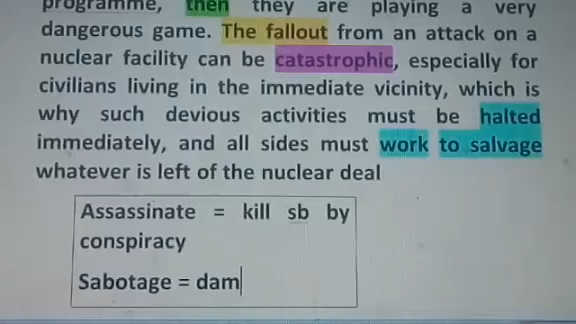 programme, then they are playing a very
dangerous game. The fallout from an attack on a
nuclear facility can be catastrophic, especially for
civilians living in the immediate vicinity, which is
why such devious activities must be halted
immediately, and all sides must work to salvage
whatever is left of the nuclear deal
Assassinate = kill sb by
conspiracy
Sabotage = dam